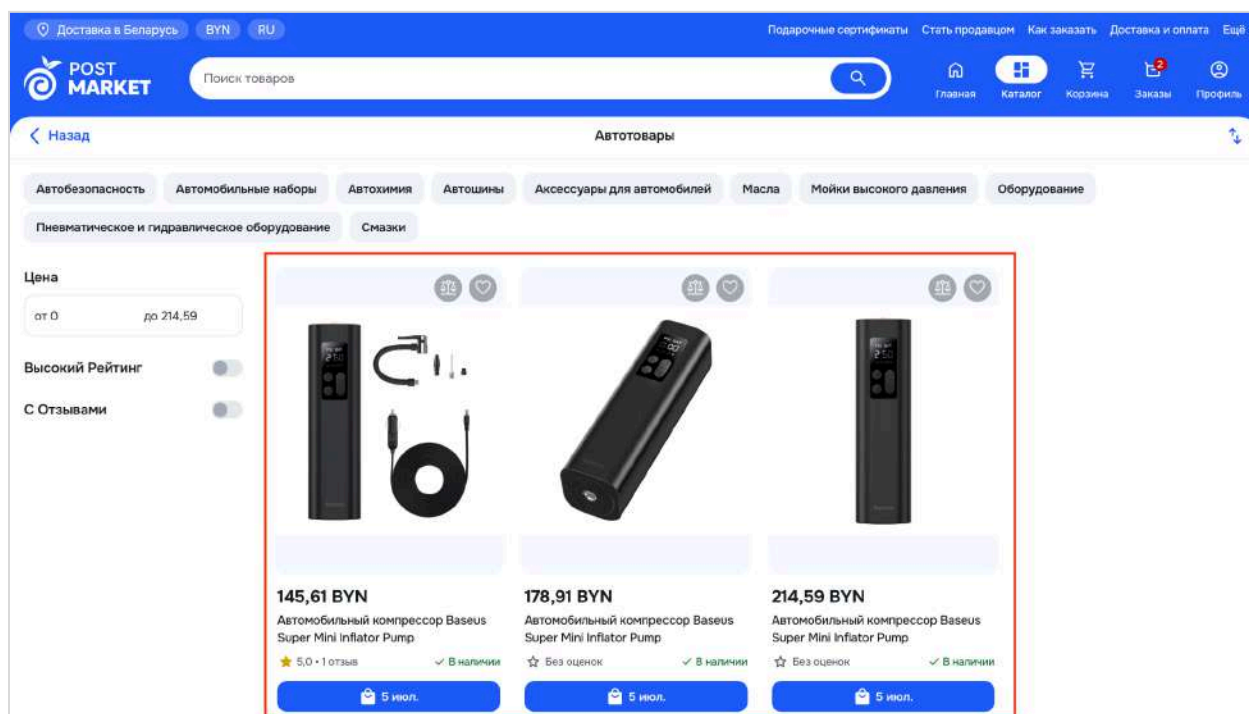 Доставка в Беларусь BYN RU Подарочные сертификаты Стать продавцом Как заказать Доставка и оплата Ещё
POST
MARKET
Поиск товаров
Главная Каталог Корзина Заказы Профиль
2
Назад Автотовары
Автобезопасность Автомобильные наборы Автохимия Автошины Аксессуары для автомобилей Масла Мойки высокого давления Оборудование
Пневматическое и гидравлическое оборудование Смазки
Цена
от 0 до 214,59
Высокий Рейтинг
С Отзывами
145,61 BYN 178,91 BYN 214,59 BYN
Автомобильный компрессор Baseus Автомобильный компрессор Baseus Автомобильный компрессор Baseus
Super Mini Inflator Pump Super Mini Inflator Pump Super Mini Inflator Pump
5,0 • 1 отзыв В наличии Без оценок В наличии Без оценок В наличии
5 июл. 5 июл. 5 июл.